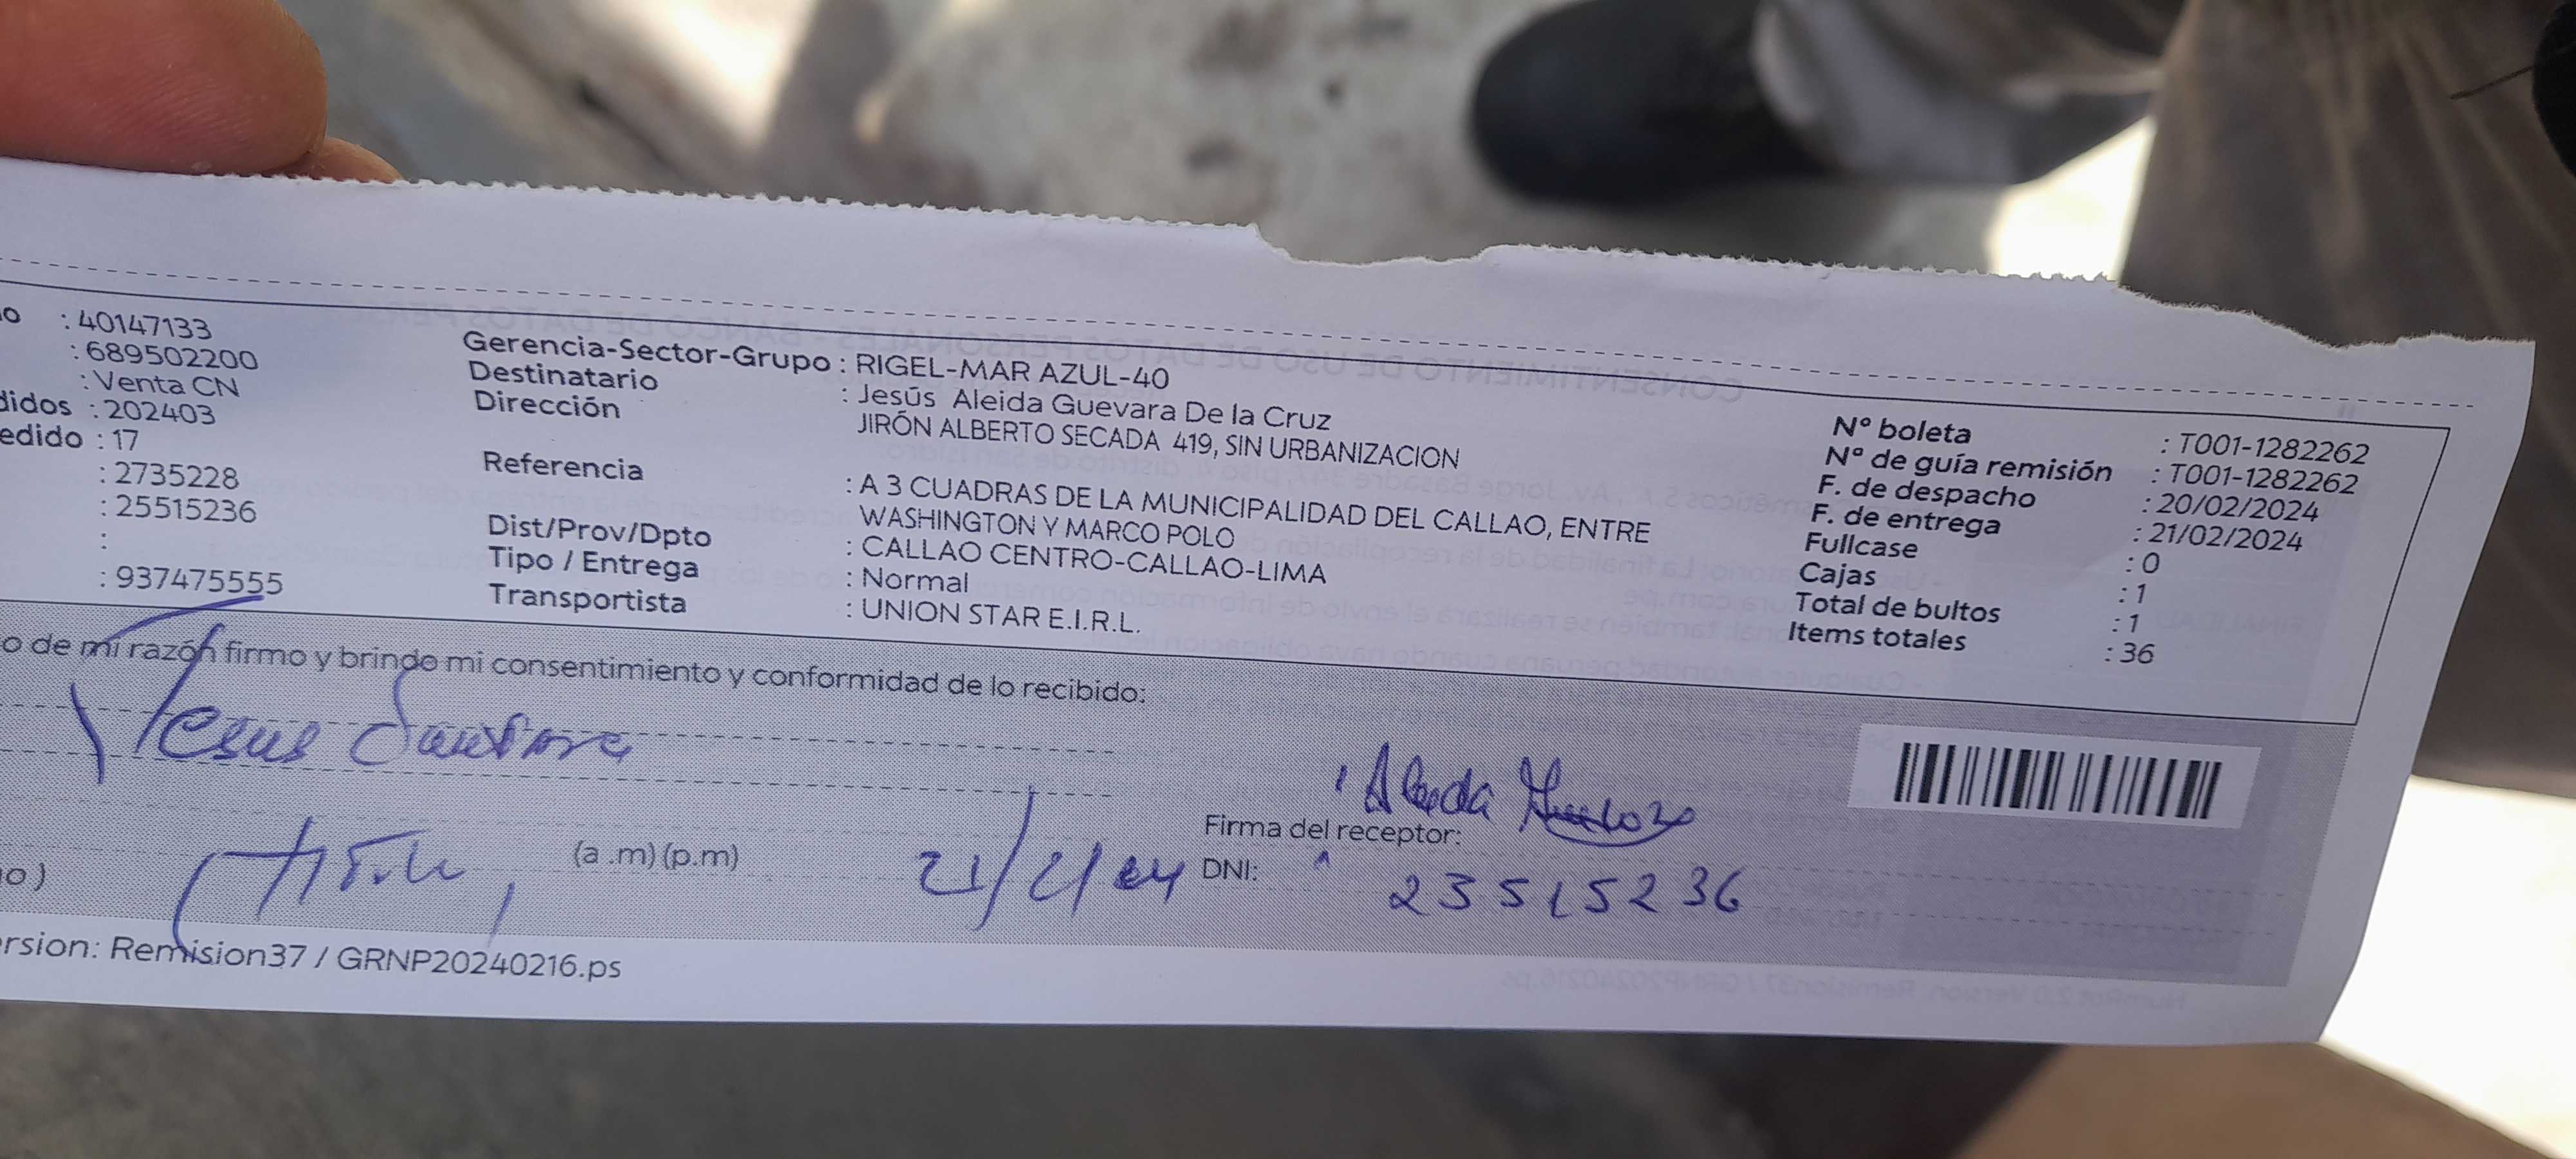 : 40147133
: 689502200
: Venta CN
didos : 202403
edido : 17
: 2735228
: 25515236
:
: 937475555
Gerencia-Sector-Grupo : RIGEL-MAR AZUL-40
Destinatario : Jesús Aleida Guevara De la Cruz
Dirección JIRÓN ALBERTO SECADA 419, SIN URBANIZACION
Referencia : A 3 CUADRAS DE LA MUNICIPALIDAD DEL CALLAO, ENTRE
WASHINGTON Y MARCO POLO
Dist/Prov/Dpto : CALLAO CENTRO-CALLAO-LIMA
Tipo / Entrega : Normal
Transportista : UNION STAR E.I.R.L.
Nº boleta : T001-1282262
Nº de guía remisión : T001-1282262
F. de despacho : 20/02/2024
F. de entrega : 21/02/2024
Fullcase : 0
Cajas : 1
Total de bultos : 1
Items totales : 36
o de mi razón firmo y brindo mi consentimiento y conformidad de lo recibido:
Jesus
Aleida
Firma del receptor:
(a .m) (p.m)
DNI: 23515236
o )
ersion: Remision37 / GRNP20240216.ps